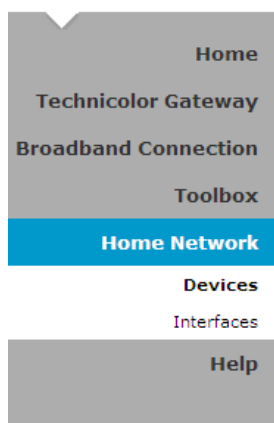 Home
Technicolor Gateway
Broadband Connection
Toolbox
Home Network
Devices
Interfaces
Help